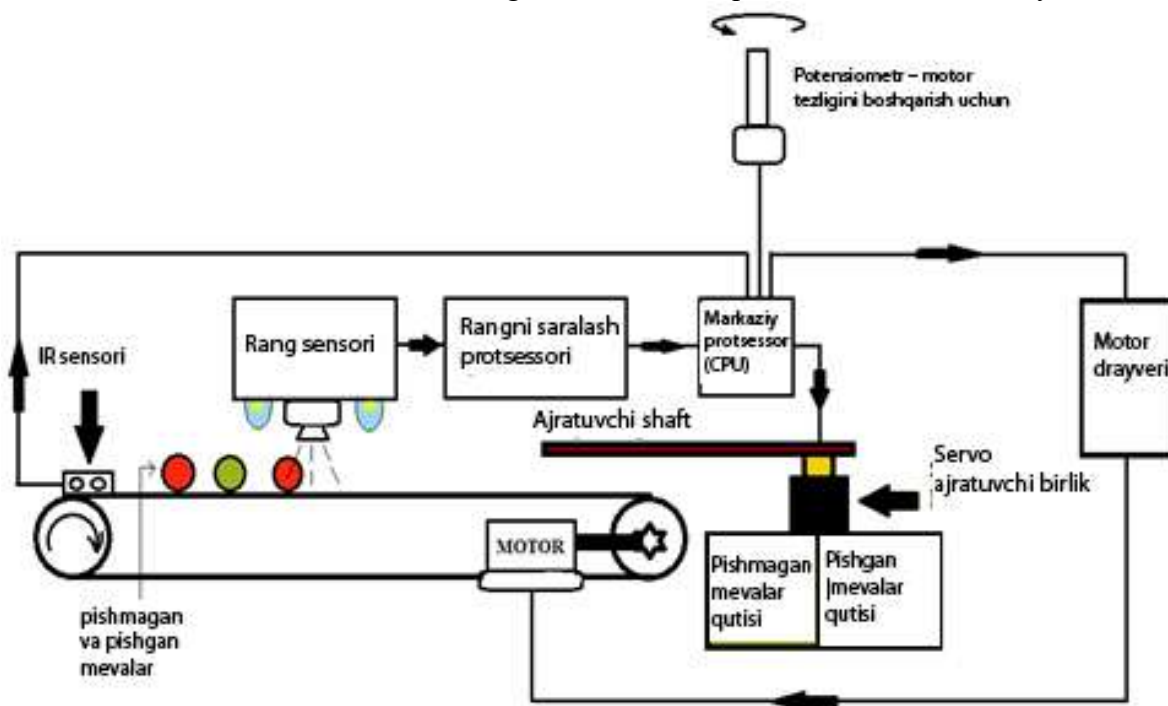 Potensiometr – motor
tezligini boshqarish uchun
IR sensori
Rang sensori
Rangni saralash
protsessori
Markaziy
protsessor
(CPU)
Motor
drayveri
Ajratuvchi shaft
Servo
ajratuvchi birlik
MOTOR
Pishmagan
mevalar
qutisi
Pishgan
mevalar
qutisi
pishmagan
va pishgan
mevalar